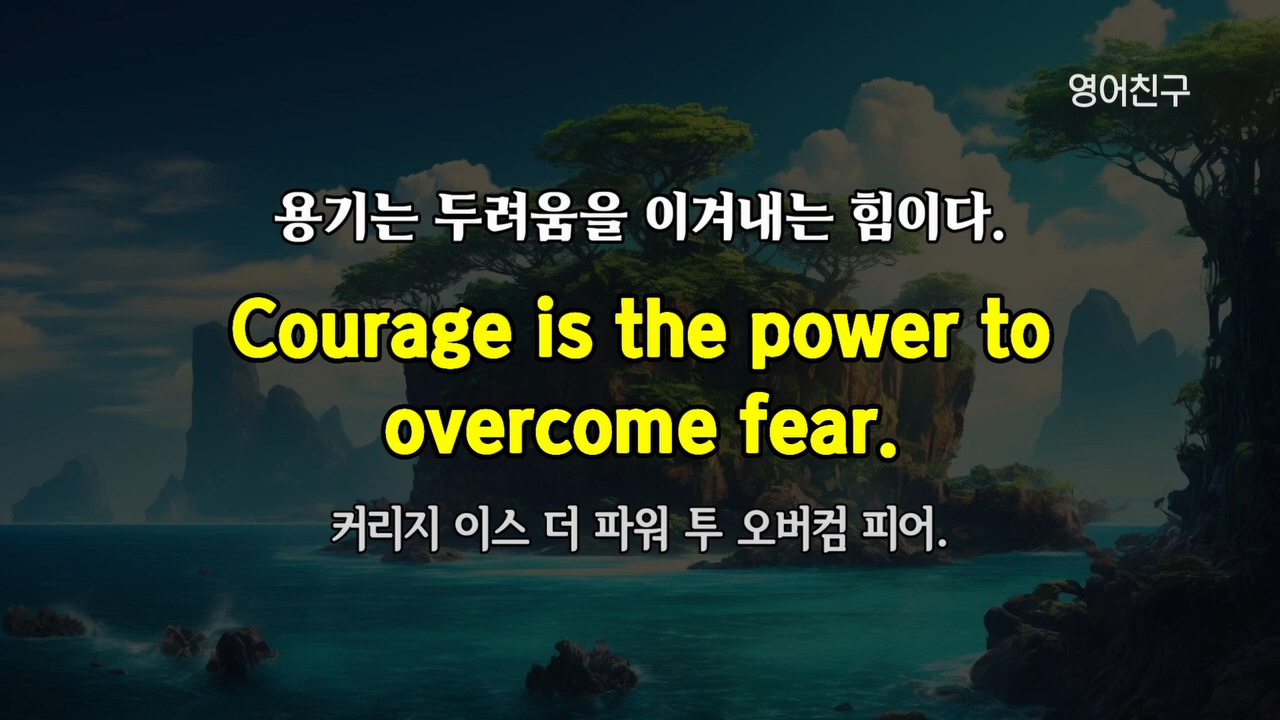 영어친구
용기는 두려움을 이겨내는 힘이다.
Courage is the power to
overcome fear.
커리지 이스 더 파워 투 오버컴 피어.